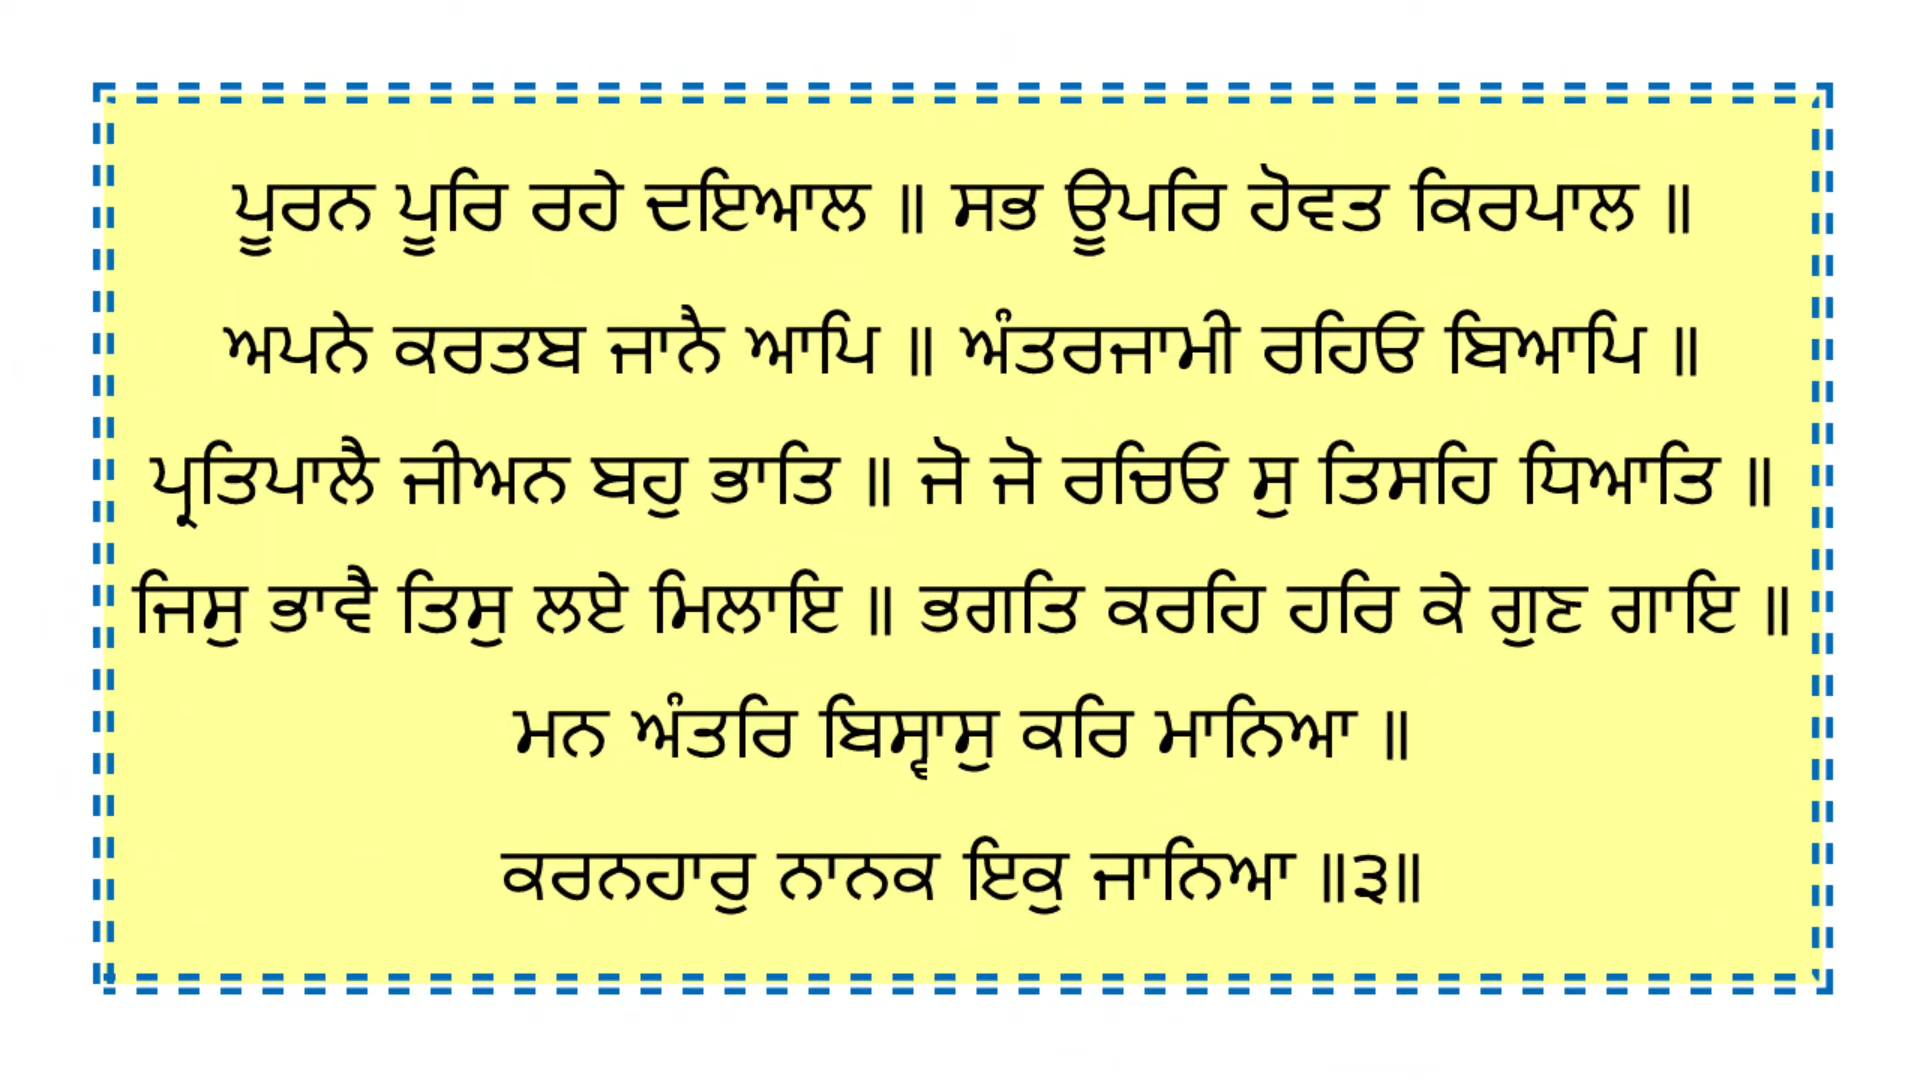 ਪੂਰਨ ਪੂਰਿ ਰਹੇ ਦਇਆਲ ॥ ਸਭ ਊਪਰਿ ਹੋਵਤ ਕਿਰਪਾਲ ॥
ਅਪਨੇ ਕਰਤਬ ਜਾਨੈ ਆਪਿ ॥ ਅੰਤਰਜਾਮੀ ਰਹਿਓ ਬਿਆਪਿ ॥
ਪ੍ਰਤਿਪਾਲੈ ਜੀਅਨ ਬਹੁ ਭਾਤਿ ॥ ਜੋ ਜੋ ਰਚਿਓ ਸੁ ਤਿਸਹਿ ਧਿਆਤਿ ॥
ਜਿਸੁ ਭਾਵੈ ਤਿਸੁ ਲਏ ਮਿਲਾਇ ॥ ਭਗਤਿ ਕਰਹਿ ਹਰਿ ਕੇ ਗੁਣ ਗਾਇ ॥
ਮਨ ਅੰਤਰਿ ਬਿਸ੍ਵਾਸੁ ਕਰਿ ਮਾਨਿਆ ॥
ਕਰਨਹਾਰੁ ਨਾਨਕ ਇਕੁ ਜਾਨਿਆ ॥੩॥